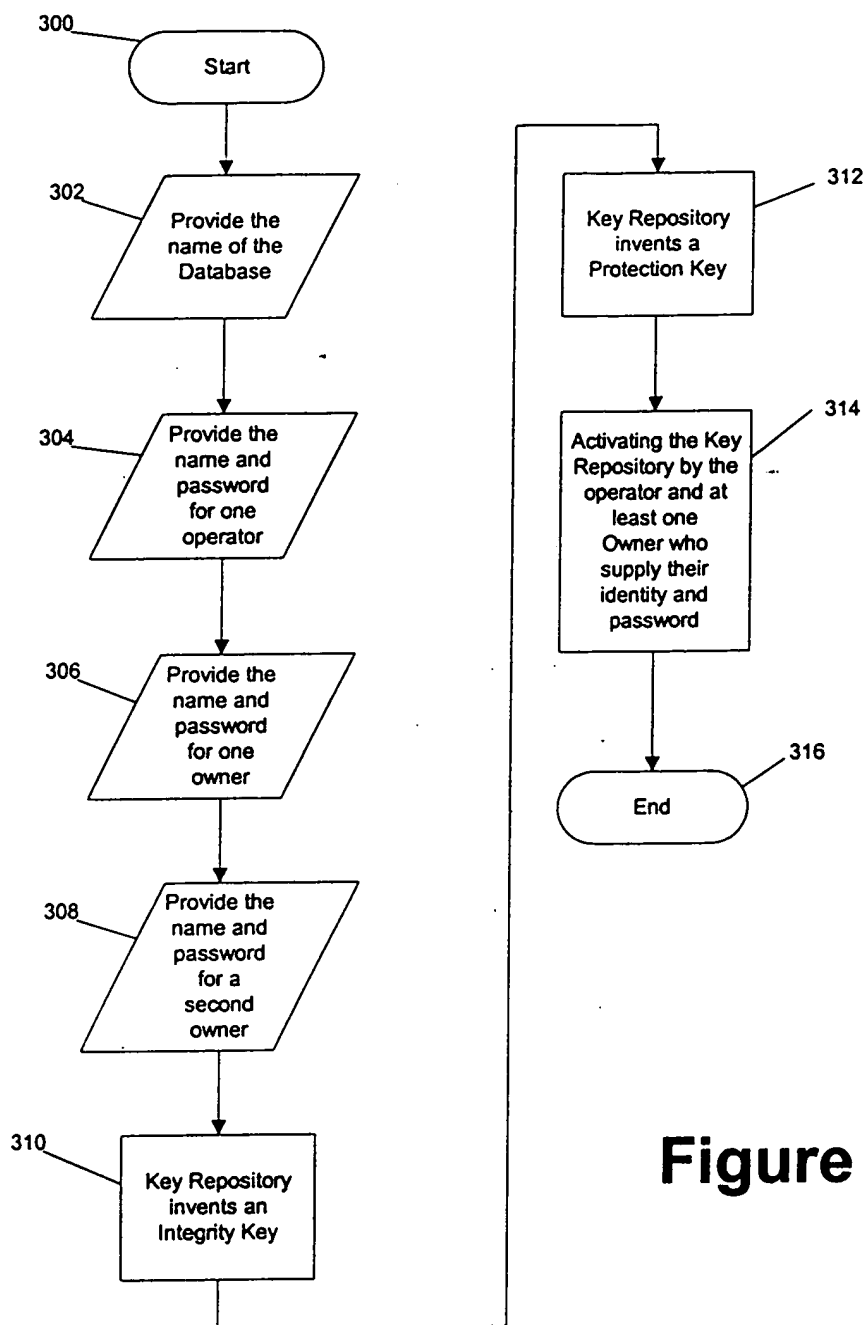 300
Start
302
Provide the
name of the
Database
304
Provide the
name and
password
for one
operator
306
Provide the
name and
password
for one
owner
308
Provide the
name and
password
for a
second
owner
310
Key Repository
invents an
Integrity Key
312
Key Repository
invents a
Protection Key
314
Activating the Key
Repository by the
operator and at
least one
Owner who
supply their
identity and
password
316
End
Figure